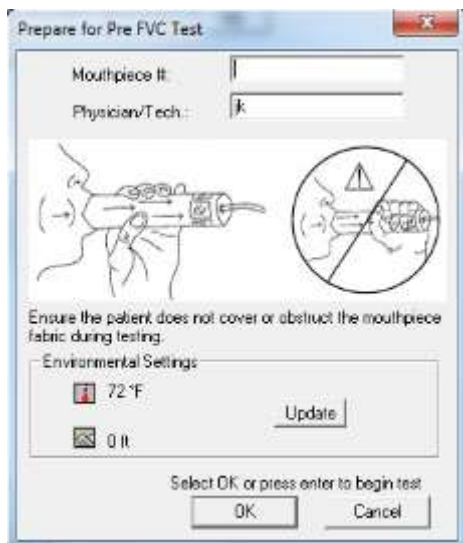 Prepare for Pre FVC Test
Mouthpiece #:
Physician/Tech.: jk
Ensure the patient does not cover or obstruct the mouthpiece
fabric during testing.
Environmental Settings
72 °F
Update
0 ft
Select OK or press enter to begin test
OK Cancel